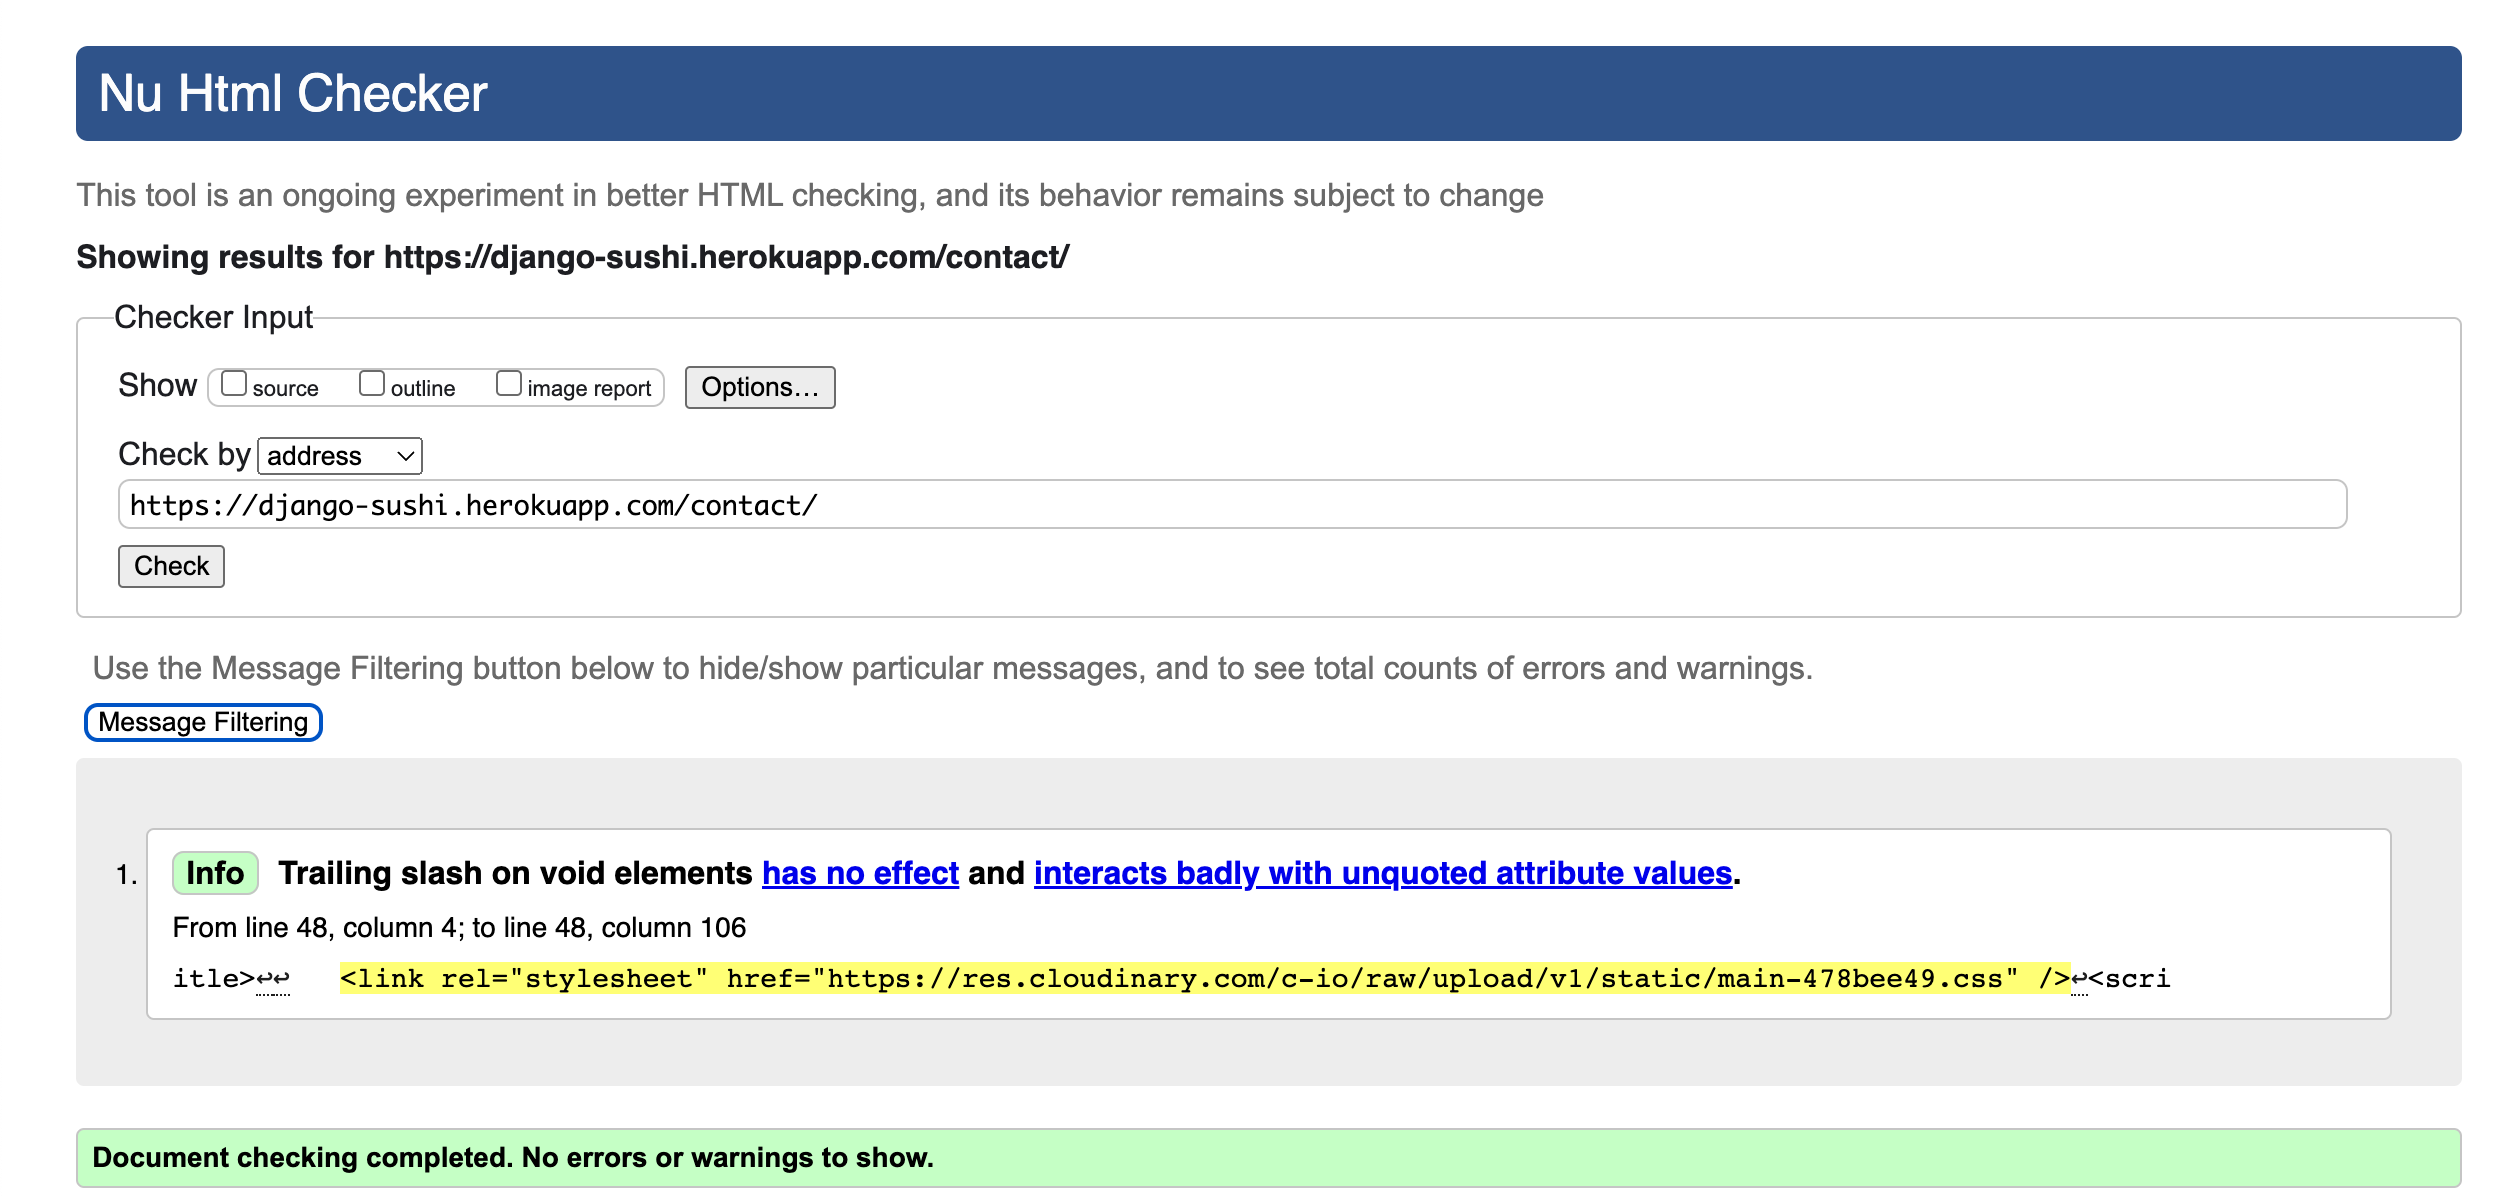 Nu Html Checker
This tool is an ongoing experiment in better HTML checking, and its behavior remains subject to change
Showing results for https://django-sushi.herokuapp.com/contact/
Checker Input
Show source outline image report Options...
Check by address
https://django-sushi.herokuapp.com/contact/
Check
Use the Message Filtering button below to hide/show particular messages, and to see total counts of errors and warnings.
Message Filtering
1. Info Trailing slash on void elements has no effect and interacts badly with unquoted attribute values.
From line 48, column 4; to line 48, column 106
itle>↩↩ <link rel="stylesheet" href="https://res.cloudinary.com/c-io/raw/upload/v1/static/main-478bee49.css" />↩<scri
Document checking completed. No errors or warnings to show.